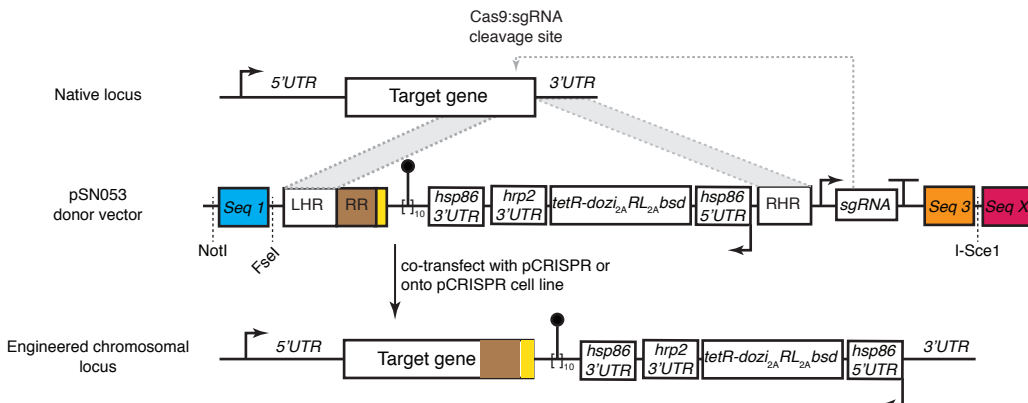 Cas9:sgRNA
cleavage site
5'UTR
3'UTR
Native locus
Target gene
pSN053
donor vector
Seq 1
LHR
RR
[ ]10
hsp86
3'UTR
hrp2
3'UTR
tetR-dozi2ARL2Absd
hsp86
5'UTR
RHR
sgRNA
Seq 3
Seq X
NotI
FseI
I-Sce1
co-transfect with pCRISPR or
onto pCRISPR cell line
Engineered chromosomal
locus
5'UTR
Target gene
[ ]10
hsp86
3'UTR
hrp2
3'UTR
tetR-dozi2ARL2Absd
hsp86
5'UTR
3'UTR